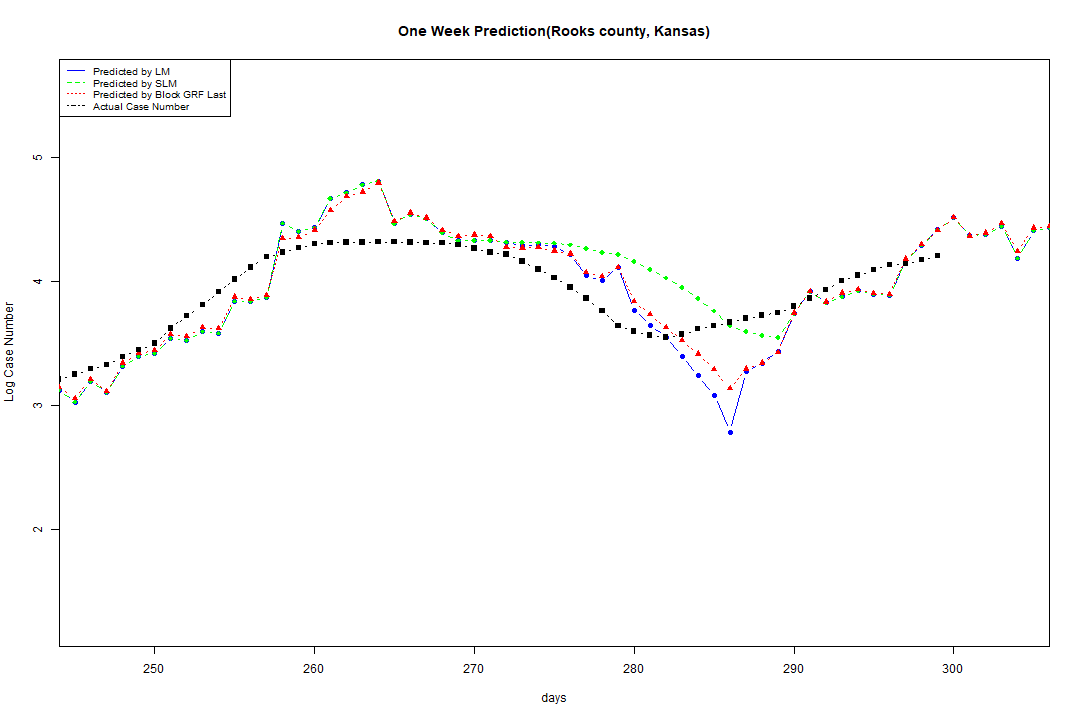 One Week Prediction(Rooks county, Kansas)
Predicted by LM
Predicted by SLM
Predicted by Block GRF Last
Actual Case Number
Log Case Number
5
4
3
2
250 260 270 280 290 300
days